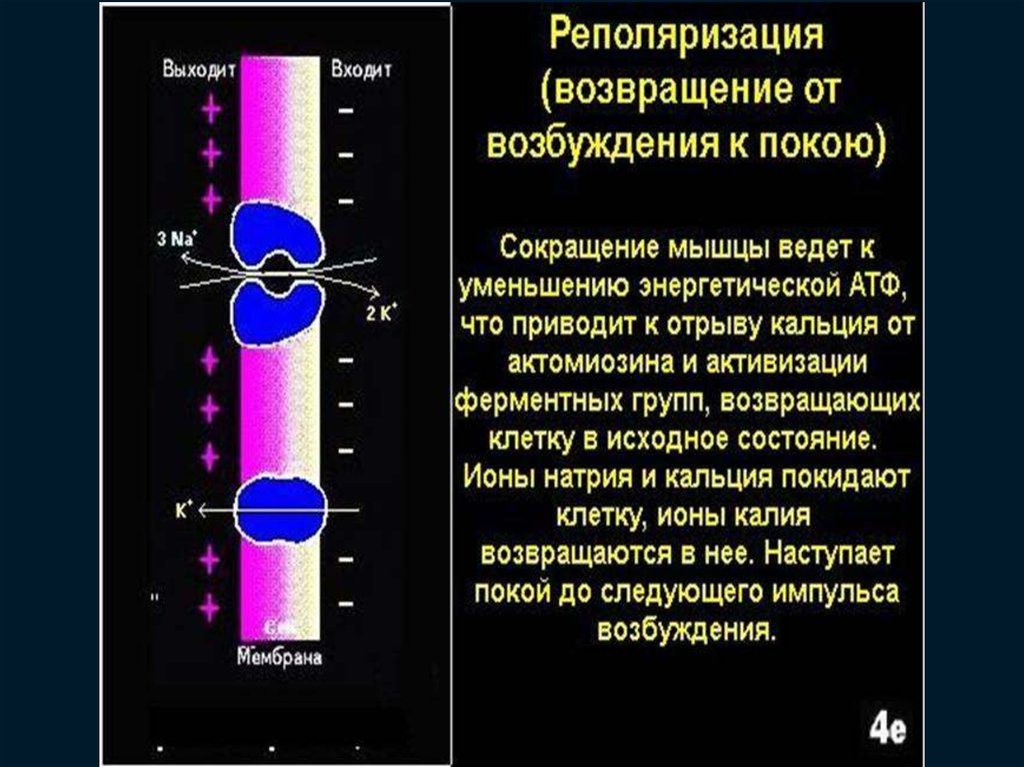 Выходит
Входит
3 Na⁺
2 K⁺
K⁺
Мембрана
Реполяризация
(возвращение от
возбуждения к покою)
Сокращение мышцы ведет к
уменьшению энергетической АТФ,
что приводит к отрыву кальция от
актомиозина и активизации
ферментных групп, возвращающих
клетку в исходное состояние.
Ионы натрия и кальция покидают
клетку, ионы калия
возвращаются в нее. Наступает
покой до следующего импульса
возбуждения.
4е